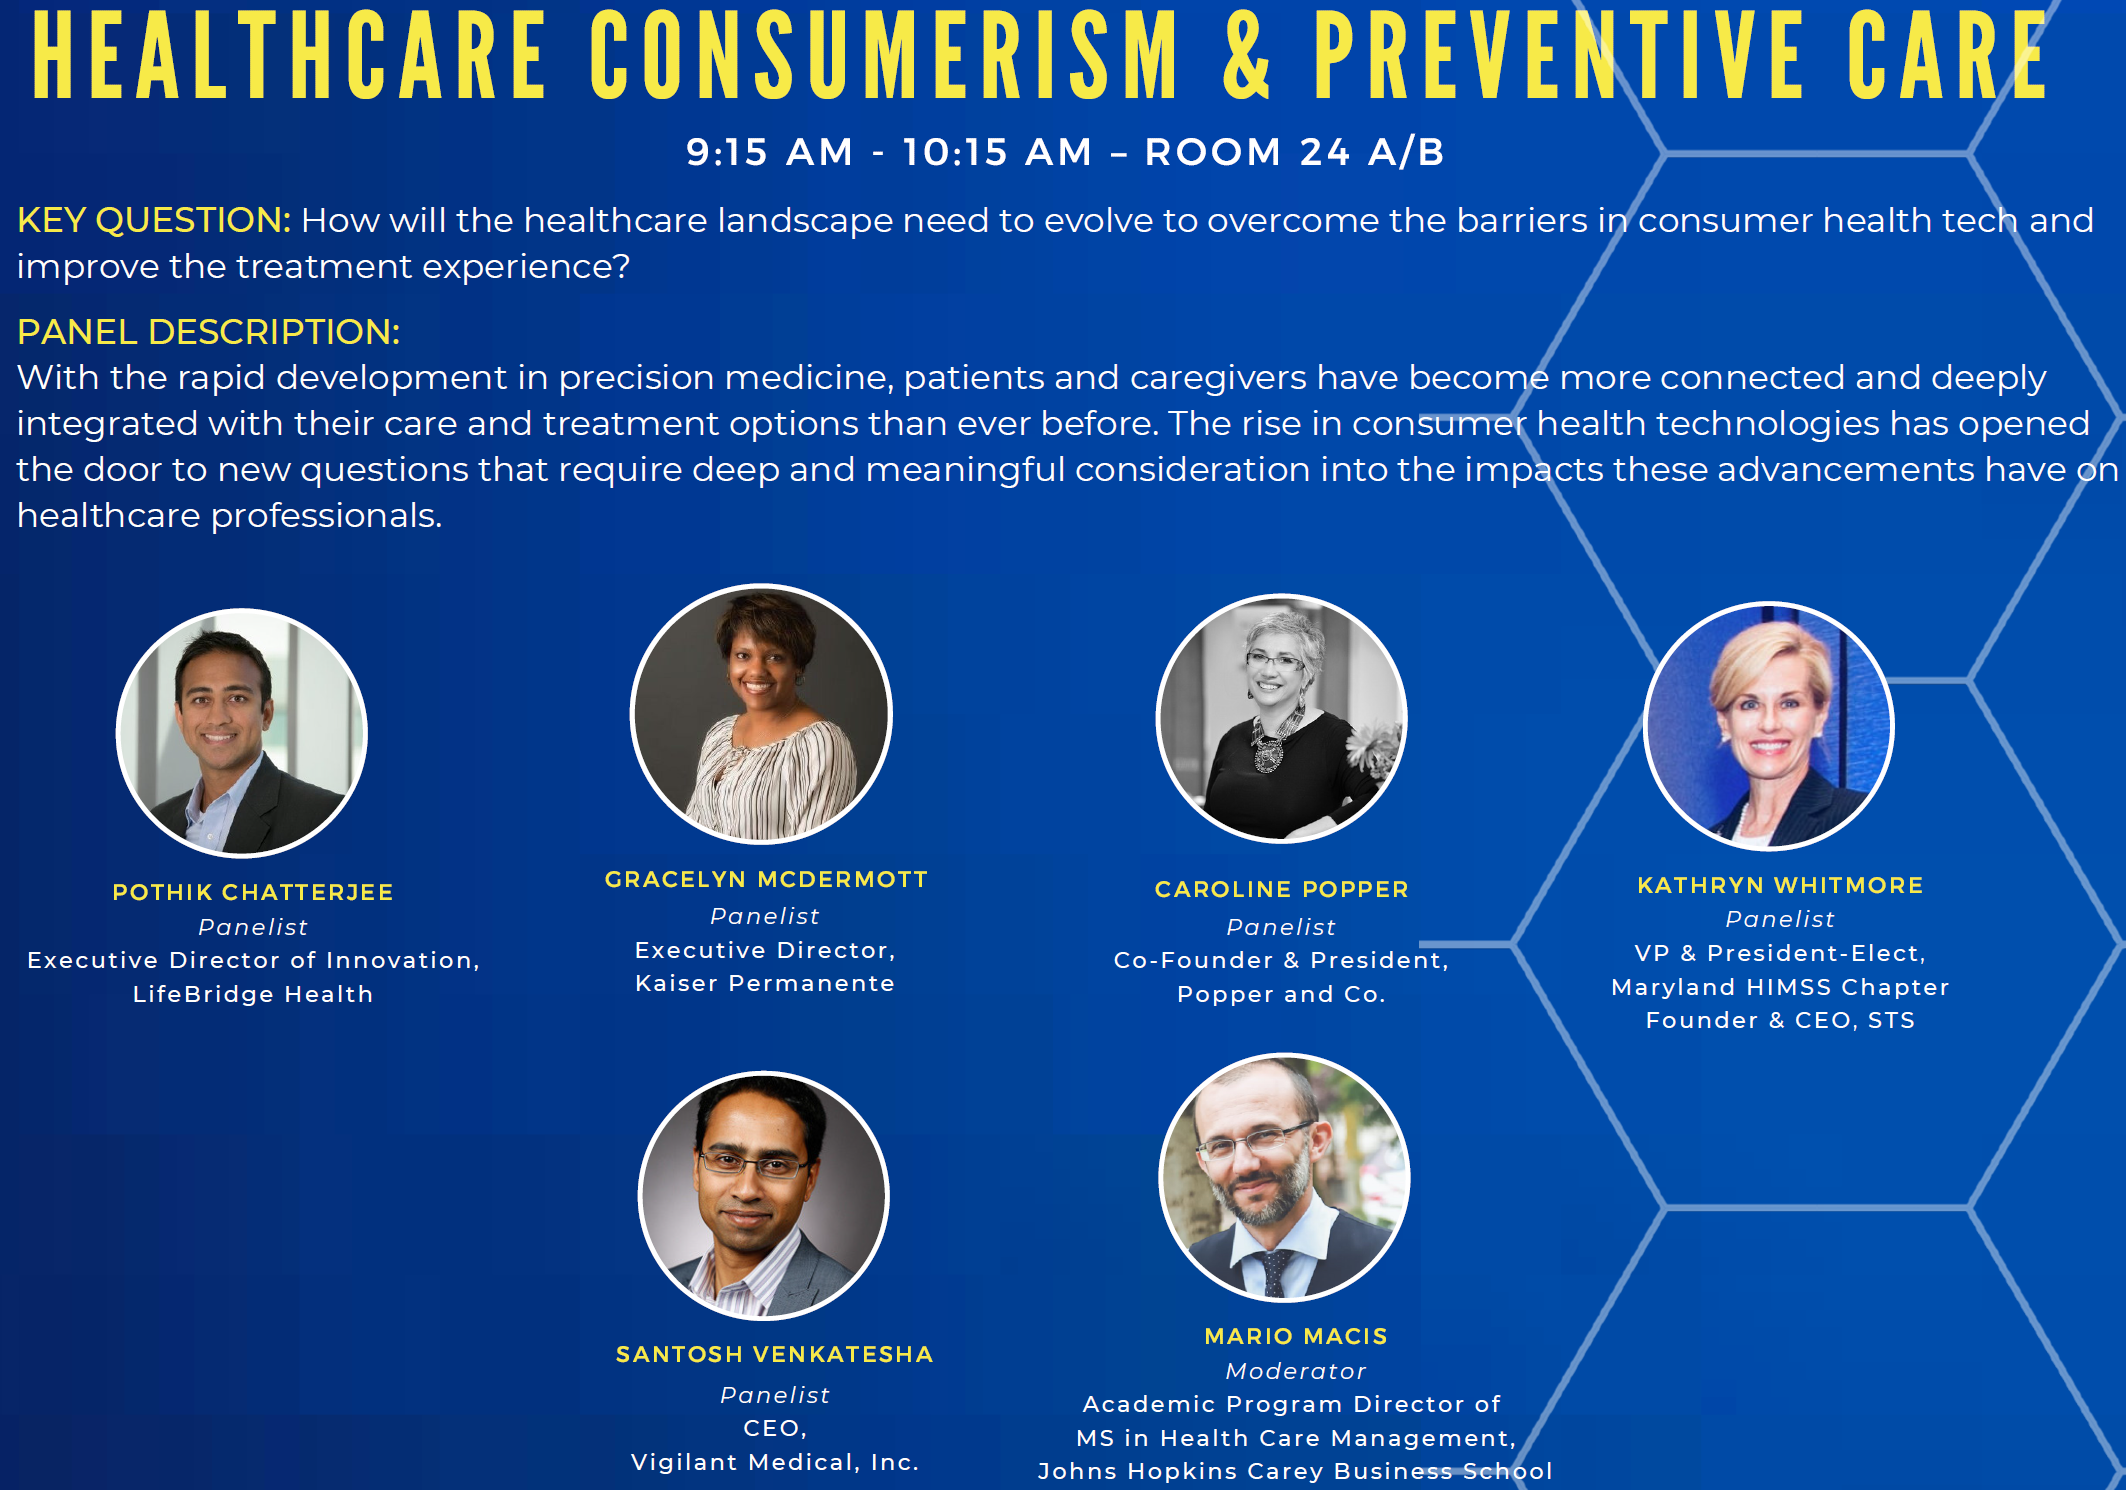 HEALTHCARE CONSUMERISM & PREVENTIVE CARE
9:15 AM - 10:15 AM – ROOM 24 A/B
KEY QUESTION: How will the healthcare landscape need to evolve to overcome the barriers in consumer health tech and
improve the treatment experience?
PANEL DESCRIPTION:
With the rapid development in precision medicine, patients and caregivers have become more connected and deeply
integrated with their care and treatment options than ever before. The rise in consumer health technologies has opened
the door to new questions that require deep and meaningful consideration into the impacts these advancements have on
healthcare professionals.
POTHIK CHATTERJEE
Panelist
Executive Director of Innovation,
LifeBridge Health
GRACELYN MCDERMOTT
Panelist
Executive Director,
Kaiser Permanente
CAROLINE POPPER
Panelist
Co-Founder & President,
Popper and Co.
KATHRYN WHITMORE
Panelist
VP & President-Elect,
Maryland HIMSS Chapter
Founder & CEO, STS
SANTOSH VENKATESHA
Panelist
CEO,
Vigilant Medical, Inc.
MARIO MACIS
Moderator
Academic Program Director of
MS in Health Care Management,
Johns Hopkins Carey Business School